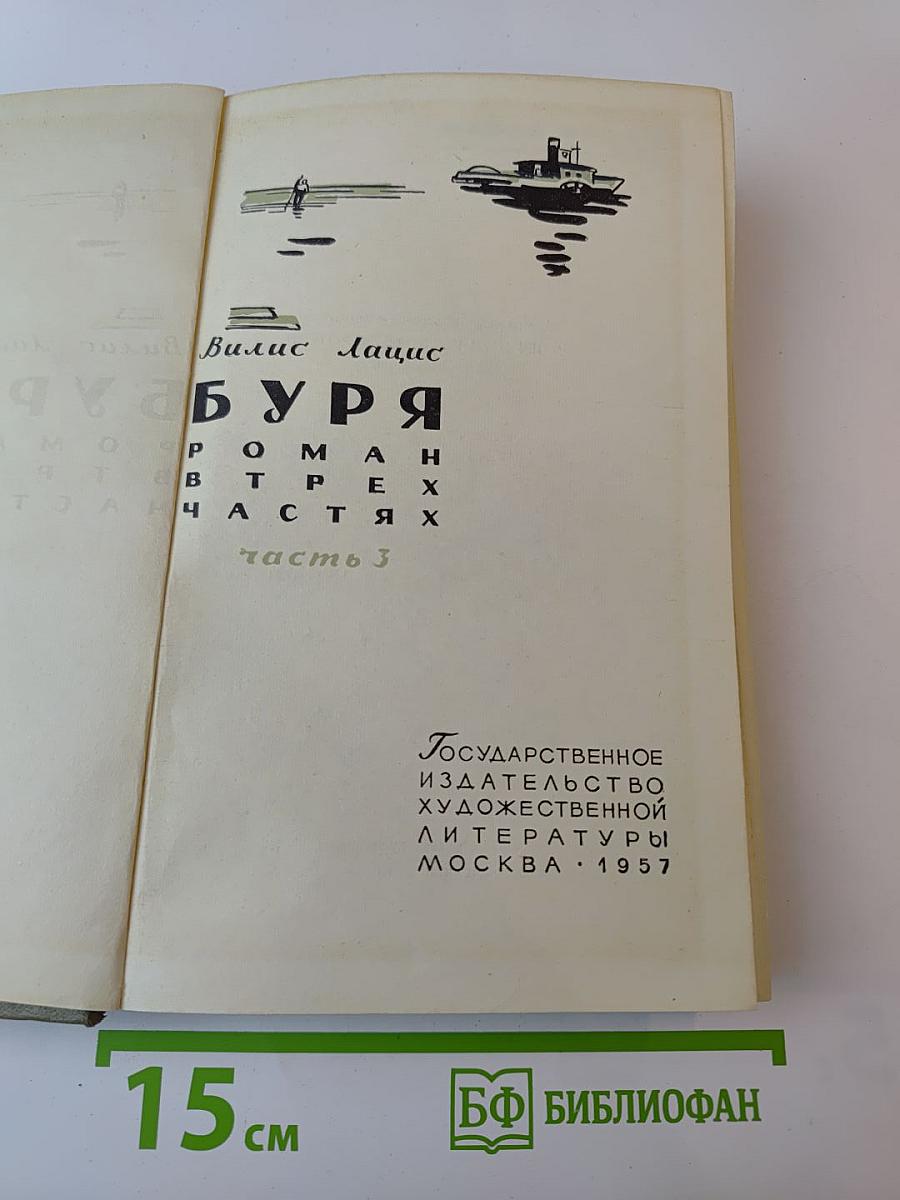 Вилис Лацис
БУРЯ
РОМАН
В ТРЕХ
ЧАСТЯХ
часть 3
ГОСУДАРСТВЕННОЕ
ИЗДАТЕЛЬСТВО
ХУДОЖЕСТВЕННОЙ
ЛИТЕРАТУРЫ
МОСКВА · 1957
15 см
БФ БИБЛИОФАН